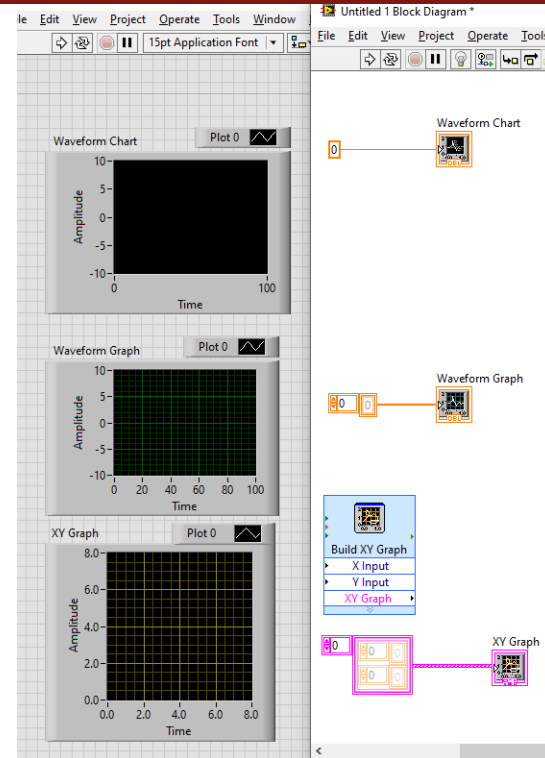 ile Edit View Project Operate Tools Window
15pt Application Font
Waveform Chart
Plot 0
Amplitude
10
5
0
-5
-10
0 100
Time
Waveform Graph
Plot 0
Amplitude
10
5
0
-5
-10
0 20 40 60 80 100
Time
XY Graph
Plot 0
Amplitude
8.0
6.0
4.0
2.0
0.0
0.0 2.0 4.0 6.0 8.0
Time
Untitled 1 Block Diagram *
File Edit View Project Operate Tools
Waveform Chart
0
DBL
Waveform Graph
0 0
DBL
Build XY Graph
X Input
Y Input
XY Graph
XY Graph
0
0 0
0 0